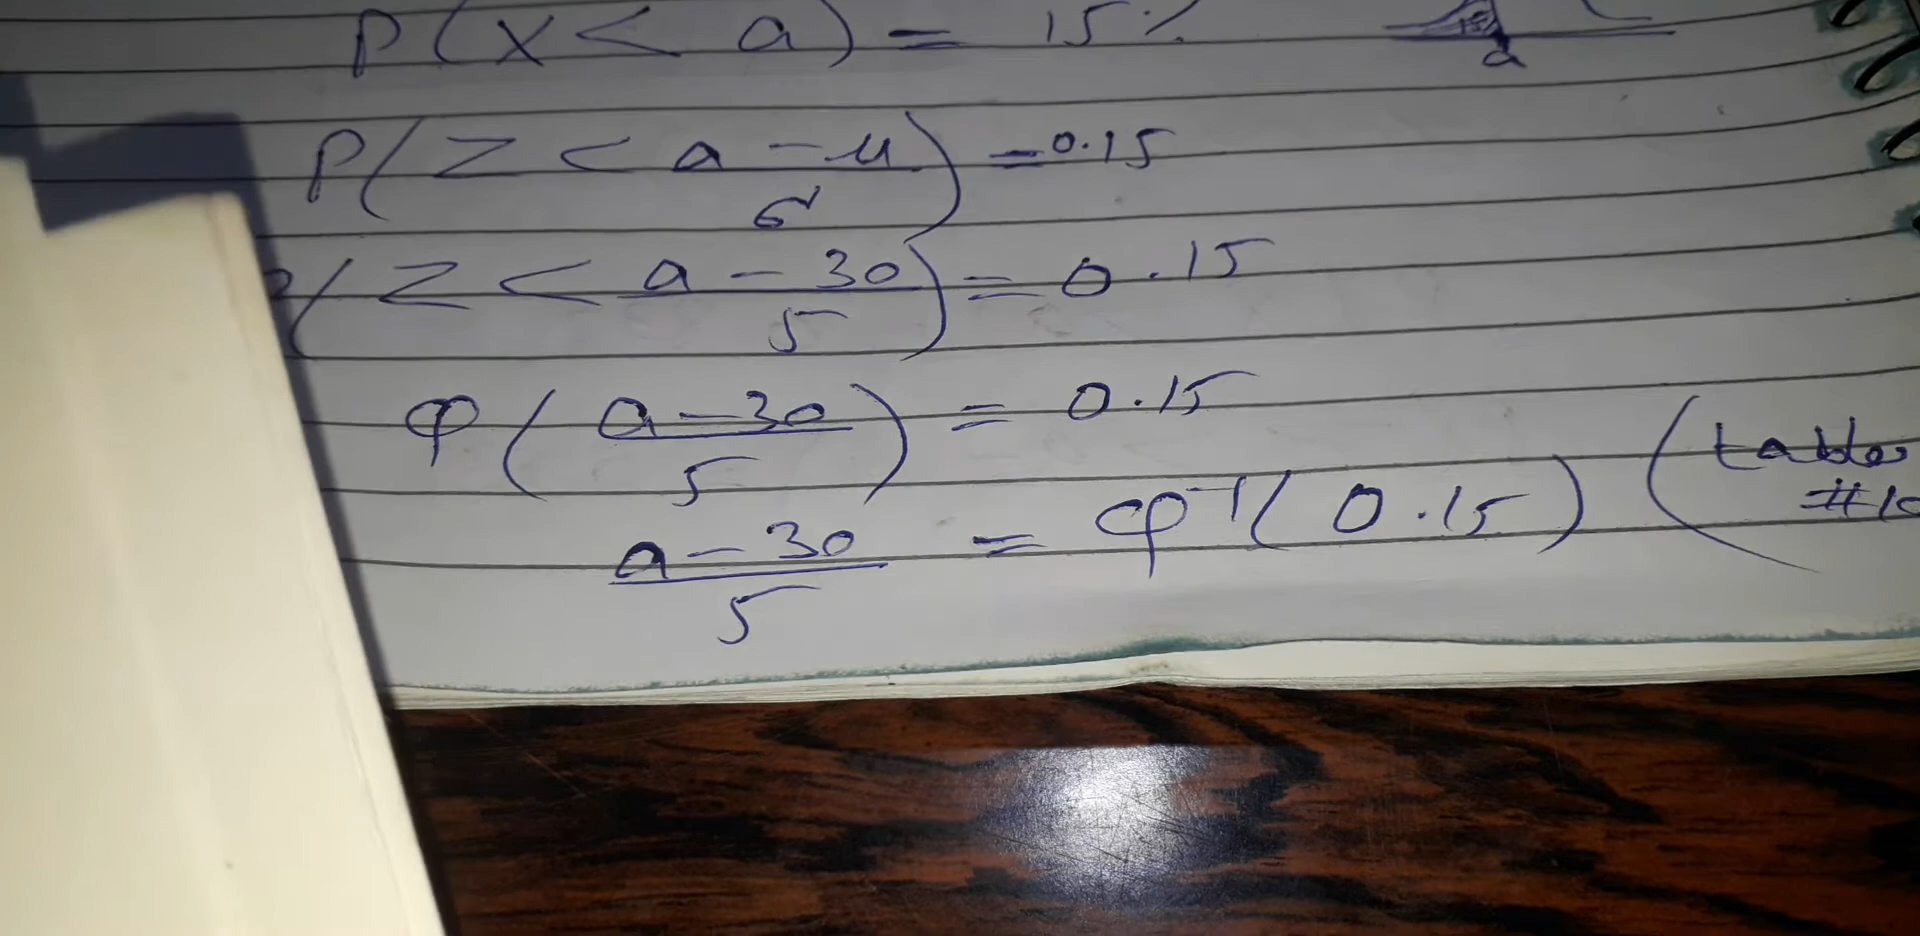 P(X < a) = 15%
a
P(Z < (a - μ)/σ) = 0.15
P(Z < (a - 30)/5) = 0.15
φ((a - 30)/5) = 0.15
(a - 30)/5 = φ⁻¹(0.15) (table